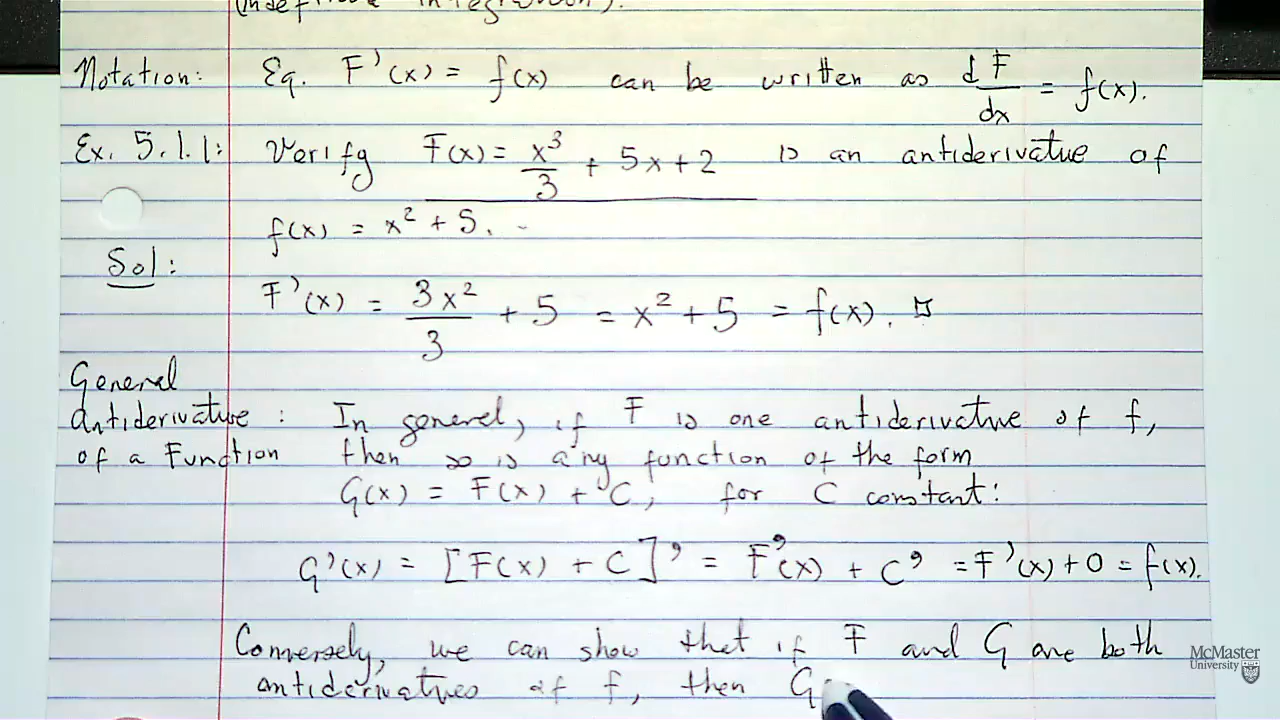 (Indefinite integration).
Notation: Eq. F'(x) = f(x) can be written as dF/dx = f(x).
Ex. 5.1.1: Verify F(x) = x³/3 + 5x + 2 is an antiderivative of
f(x) = x² + 5.
Sol:
F'(x) = 3x²/3 + 5 = x² + 5 = f(x). □
General
antiderivative: In general, if F is one antiderivative of f,
of a Function then so is any function of the form
G(x) = F(x) + C, for C constant:
G'(x) = [F(x) + C]' = F'(x) + C' = F'(x) + 0 = f(x).
Conversely, we can show that if F and G are both
antiderivatives of f, then G
McMaster
University